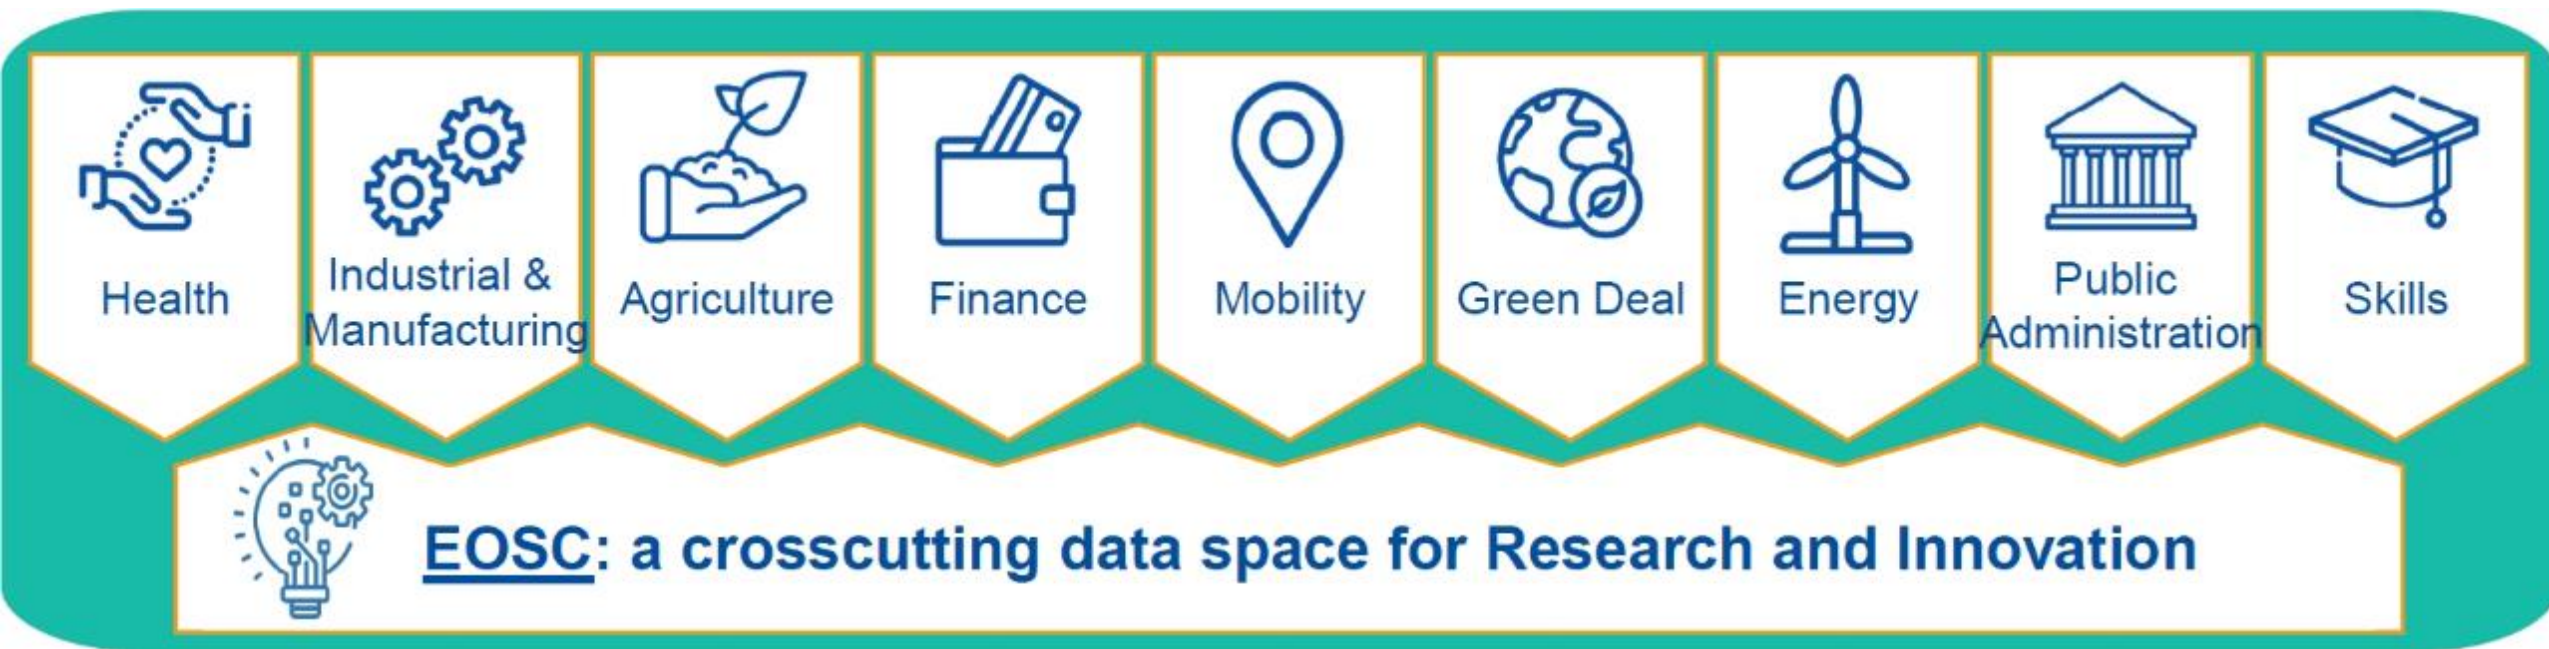 Health
Industrial &
Manufacturing
Agriculture
Finance
Mobility
Green Deal
Energy
Public
Administration
Skills
EOSC: a crosscutting data space for Research and Innovation